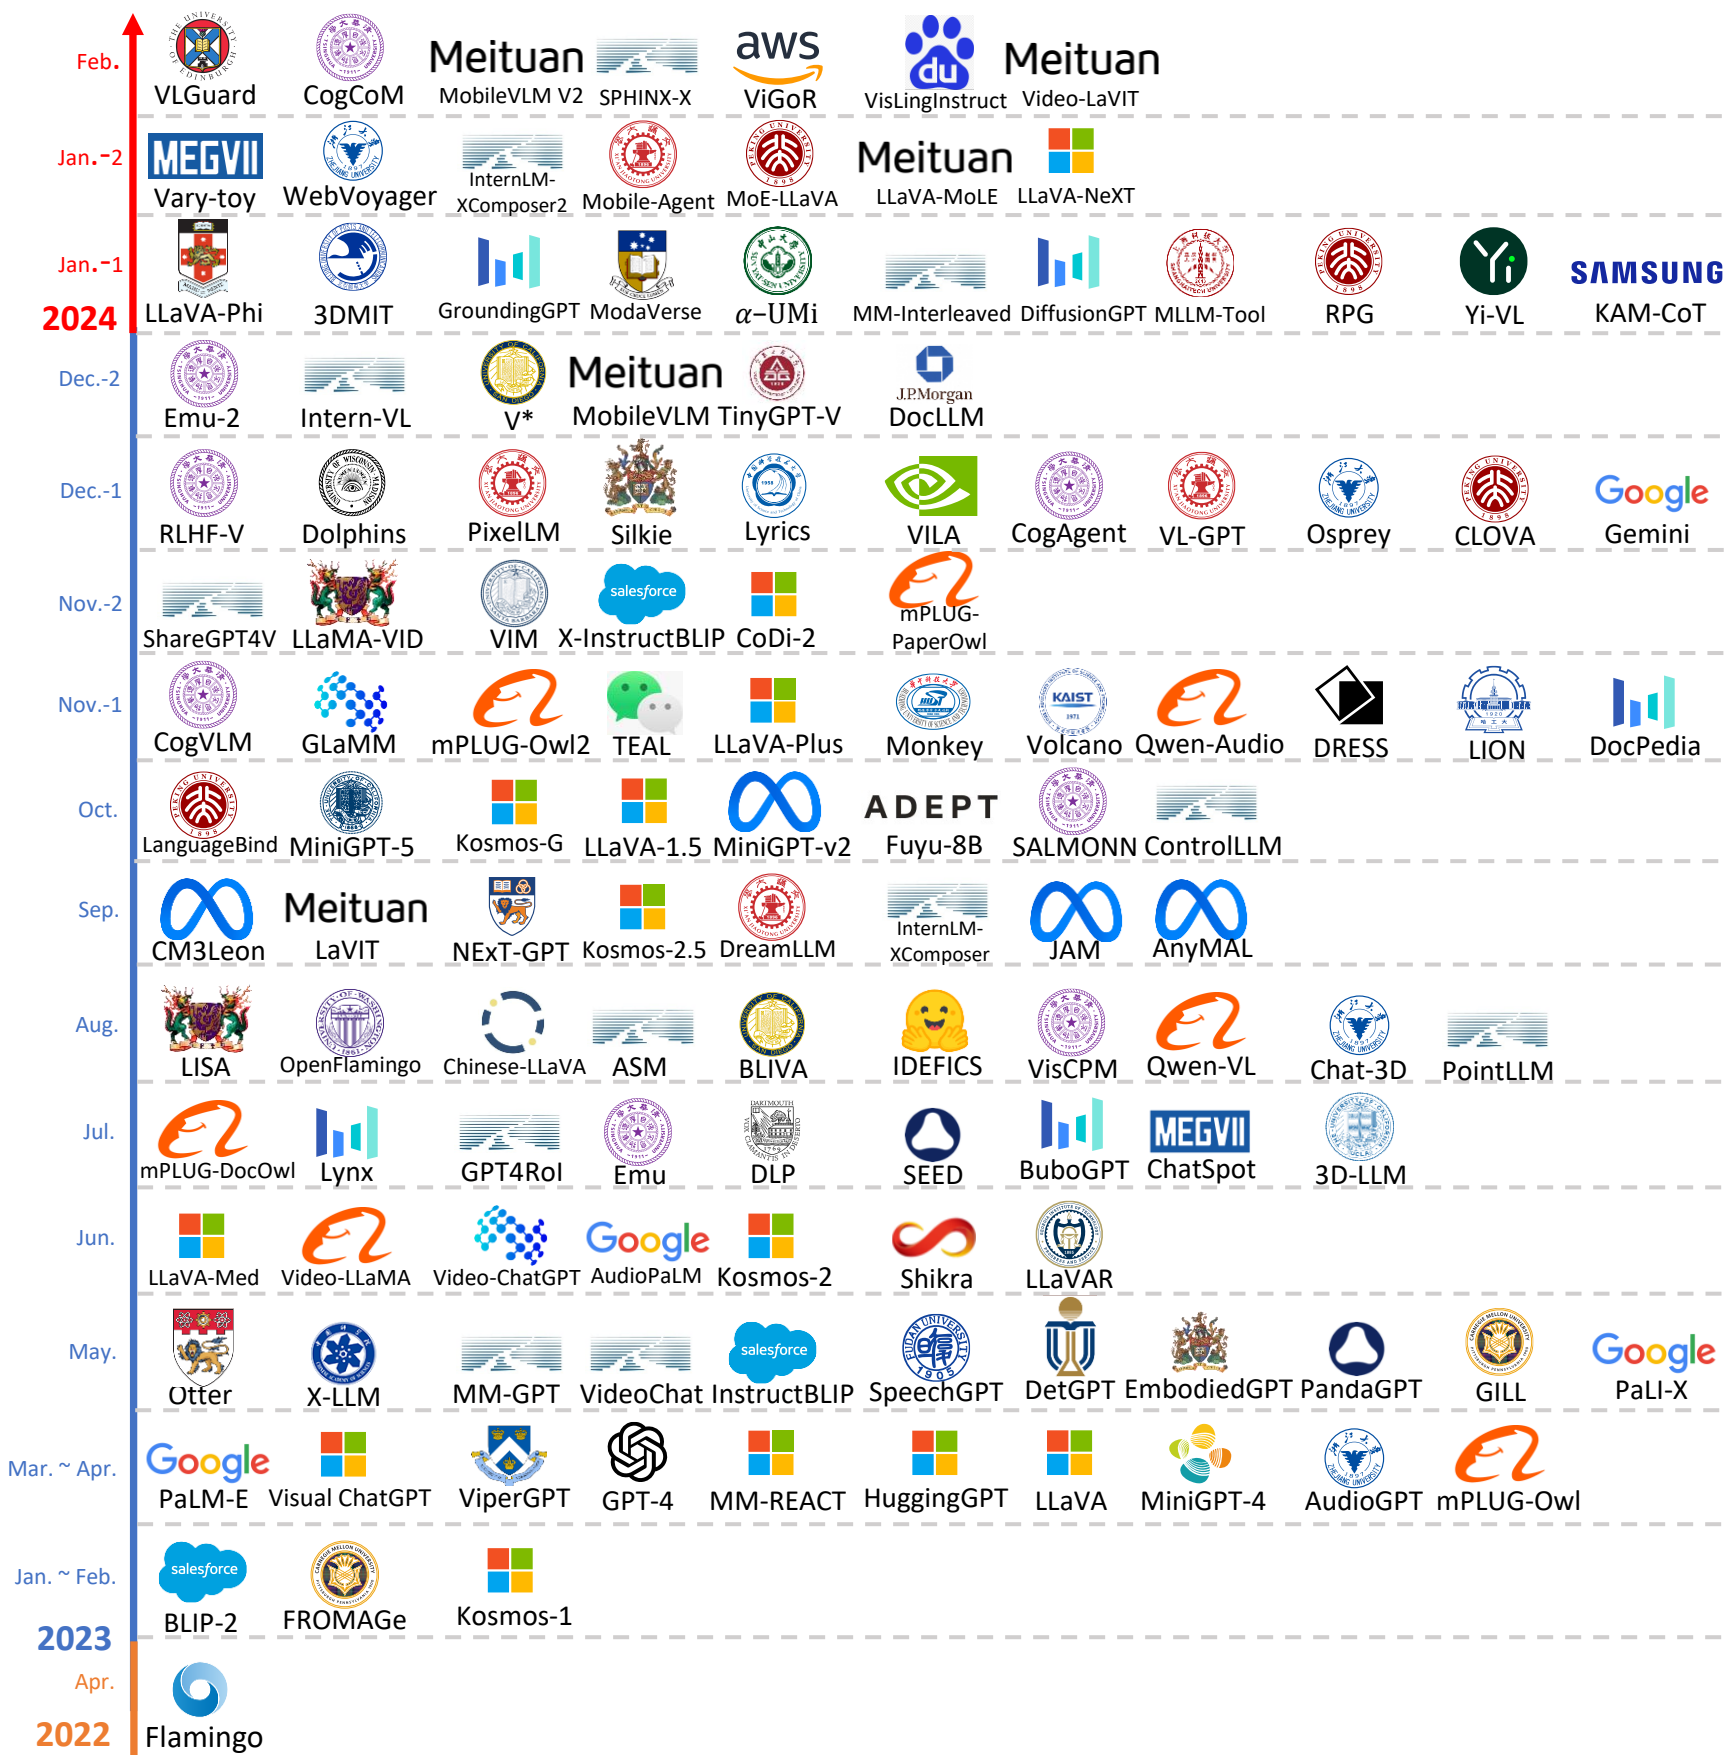 Feb.
Meituan
aws
du
Meituan
VLGuard
CogCoM
MobileVLM V2
SPHINX-X
ViGoR
VisLingInstruct
Video-LaVIT
Jan.-2
MEGVII
Meituan
Vary-toy
WebVoyager
InternLM-
XComposer2
Mobile-Agent
MoE-LLaVA
LLaVA-MoLE
LLaVA-NeXT
Jan.-1
Yi
SAMSUNG
2024
LLaVA-Phi
3DMIT
GroundingGPT
ModaVerse
α-UMi
MM-Interleaved
DiffusionGPT
MLLM-Tool
RPG
Yi-VL
KAM-CoT
Dec.-2
Meituan
J.P.Morgan
Emu-2
Intern-VL
V*
MobileVLM
TinyGPT-V
DocLLM
Dec.-1
Google
RLHF-V
Dolphins
PixelLM
Silkie
Lyrics
VILA
CogAgent
VL-GPT
Osprey
CLOVA
Gemini
Nov.-2
salesforce
ShareGPT4V
LLaMA-VID
VIM
X-InstructBLIP
CoDi-2
mPLUG-
PaperOwl
Nov.-1
KAIST
1971
CogVLM
GLaMM
mPLUG-Owl2
TEAL
LLaVA-Plus
Monkey
Volcano
Qwen-Audio
DRESS
LION
DocPedia
Oct.
PEKING UNIVERSITY
1898
ADEPT
LanguageBind
MiniGPT-5
Kosmos-G
LLaVA-1.5
MiniGPT-v2
Fuyu-8B
SALMONN
ControlLLM
Sep.
Meituan
CM3Leon
LaVIT
NExT-GPT
Kosmos-2.5
DreamLLM
InternLM-
XComposer
JAM
AnyMAL
Aug.
LISA
OpenFlamingo
Chinese-LLaVA
ASM
BLIVA
IDEFICS
VisCPM
Qwen-VL
Chat-3D
PointLLM
Jul.
DARTMOUTH
MEGVII
mPLUG-DocOwl
Lynx
GPT4RoI
Emu
DLP
SEED
BuboGPT
ChatSpot
3D-LLM
Jun.
Google
LLaVA-Med
Video-LLaMA
Video-ChatGPT
AudioPaLM
Kosmos-2
Shikra
LLaVAR
May.
salesforce
FUDAN UNIVERSITY
1905
Google
Otter
X-LLM
MM-GPT
VideoChat
InstructBLIP
SpeechGPT
DetGPT
EmbodiedGPT
PandaGPT
GILL
PaLI-X
Mar. ~ Apr.
Google
PaLM-E
Visual ChatGPT
ViperGPT
GPT-4
MM-REACT
HuggingGPT
LLaVA
MiniGPT-4
AudioGPT
mPLUG-Owl
Jan. ~ Feb.
salesforce
BLIP-2
FROMAGe
Kosmos-1
2023
Apr.
2022
Flamingo